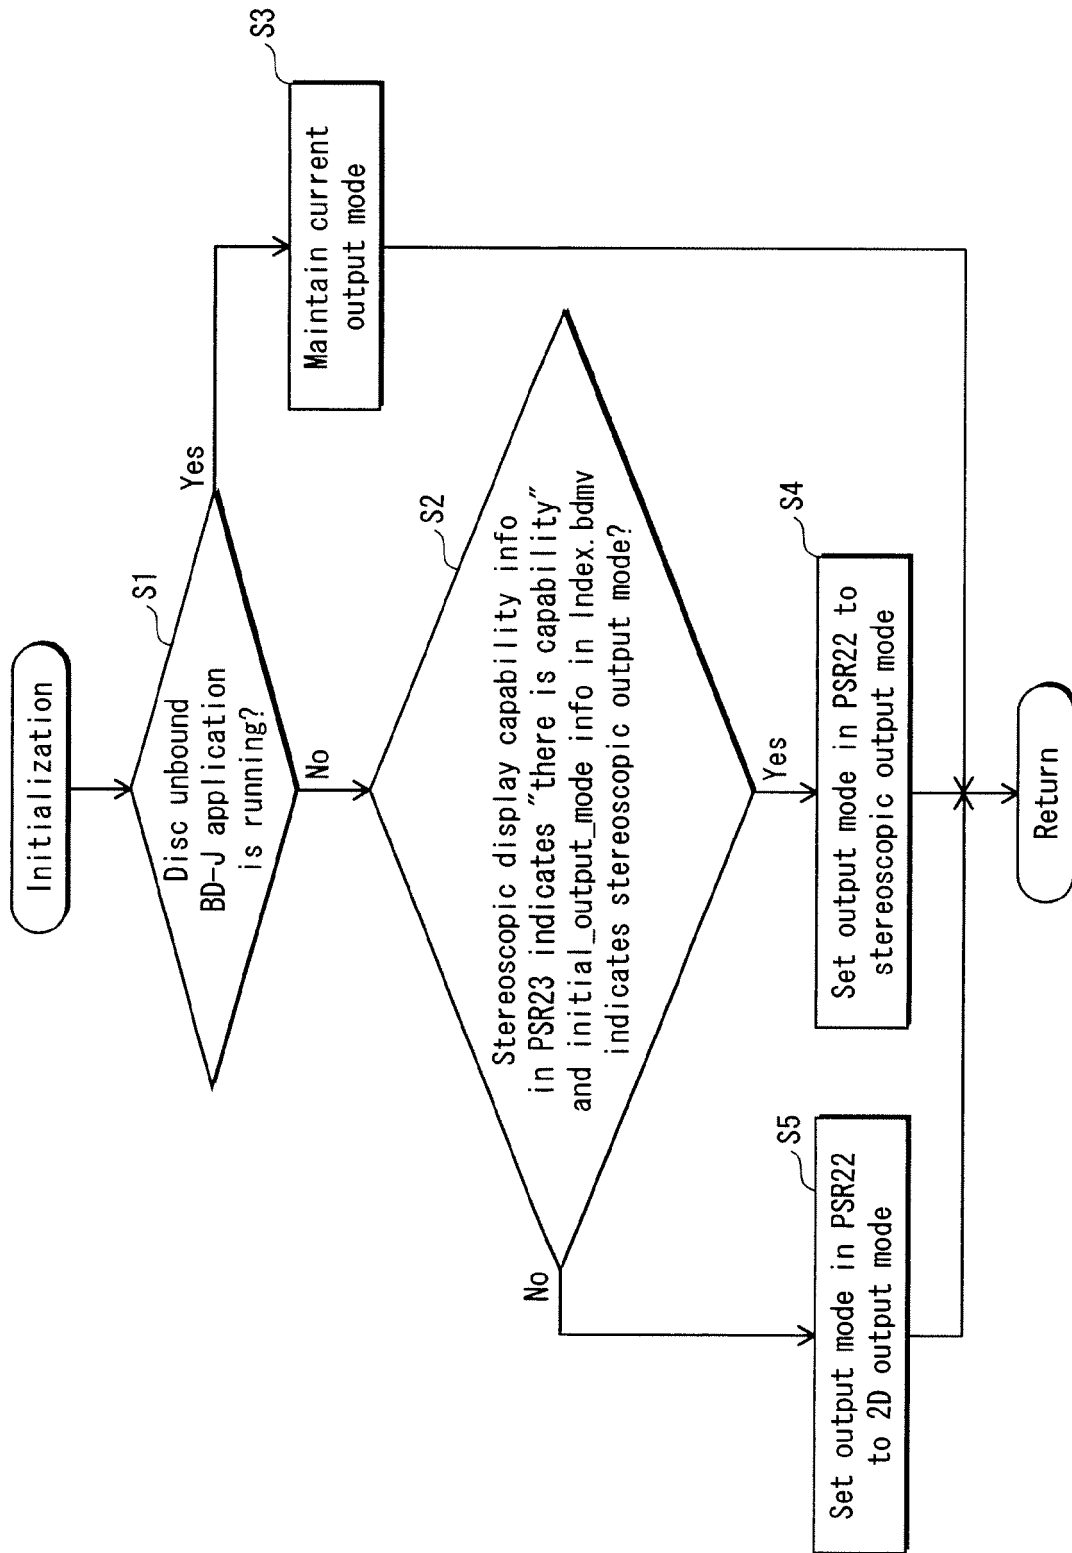 Initialization
S1
Disc unbound
BD-J application
is running?
Yes
No
S3
Maintain current
output mode
S2
Stereoscopic display capability info
in PSR23 indicates "there is capability"
and initial_output_mode info in Index.bdmv
indicates stereoscopic output mode?
No
Yes
S5
Set output mode in PSR22
to 2D output mode
S4
Set output mode in PSR22 to
stereoscopic output mode
Return